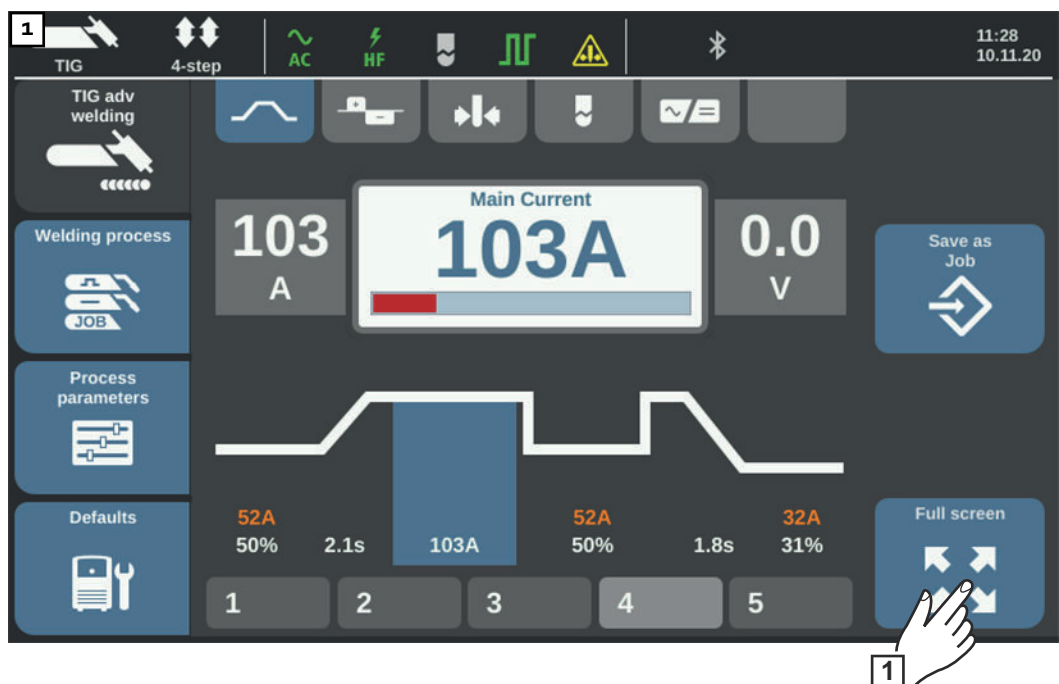 1
TIG
4-step
AC
HF
11:28
10.11.20
TIG adv
welding
Main Current
103A
103
A
0.0
V
Welding process
JOB
Save as
Job
Process
parameters
Defaults
52A
50%
2.1s
103A
52A
50%
1.8s
32A
31%
Full screen
1
2
3
4
5
1